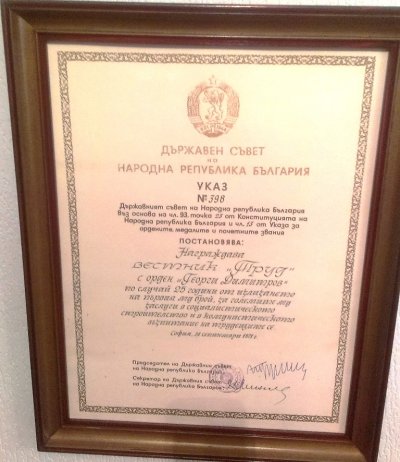 ДЪРЖАВЕН СЪВЕТ
НА
НАРОДНА РЕПУБЛИКА БЪЛГАРИЯ
УКАЗ
№ 398
Държавният съвет на Народна република България
въз основа на чл. 93, точка 25 от Конституцията на
Народна република България и чл. 13 от Указа за
ордените, медалите и почетните звания
ПОСТАНОВЯВА:
Награждава
ВЕСТНИК „Труд"
с орден „Георги Димитров"
по случай 25 години от излизането
на първия му брой, за големите му
заслуги в социалистическото
строителство и в комунистическото
възпитание на трудещите се.
София,
Председател на Държавния съвет
на Народна република България
Секретар на Държавния съвет
на Народна република България